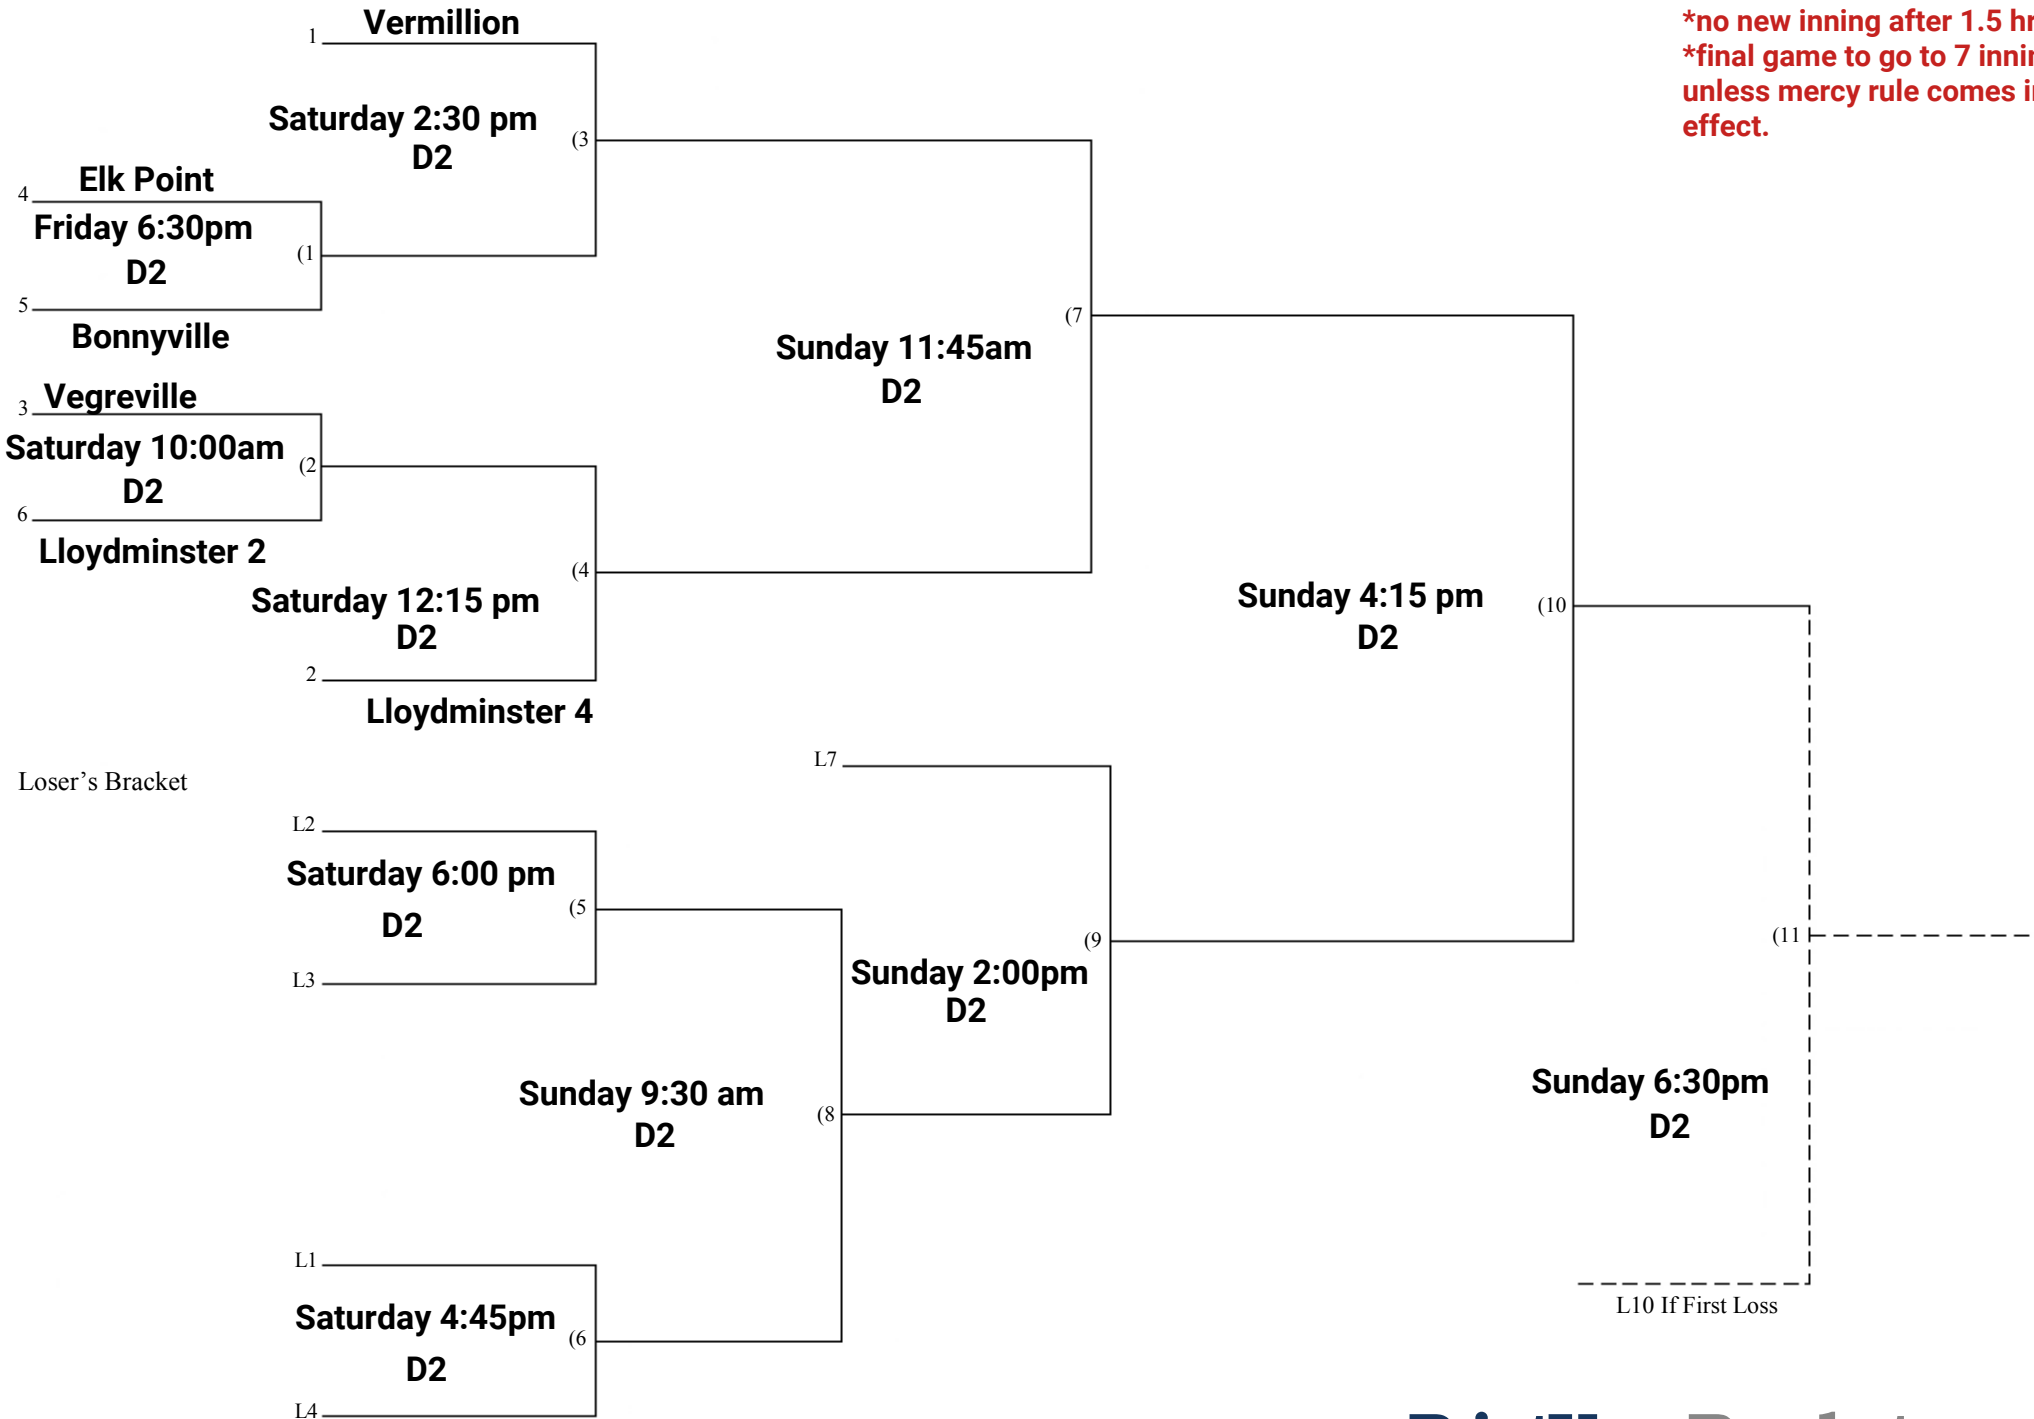 Vermillion
1
*no new inning after 1.5 hr
*final game to go to 7
unless mercy rule comes
effect.
Saturday 2:30 pm
D2
(3
Elk Point
4
Friday 6:30pm
D2
(1
5
Bonnyville
Vegreville
3
Saturday 10:00am
D2
(2
6
Lloydminster 2
(4
Saturday 12:15 pm
D2
2
Lloydminster 4
(7
Sunday 11:45am
D2
Sunday 4:15 pm
D2
(10
Loser's Bracket
L7
L2
Saturday 6:00 pm
D2
(5
L3
(9
Sunday 2:00pm
D2
(11
Sunday 9:30 am
D2
(8
Sunday 6:30pm
D2
L1
Saturday 4:45pm
D2
(6
L4
L10 If First Loss